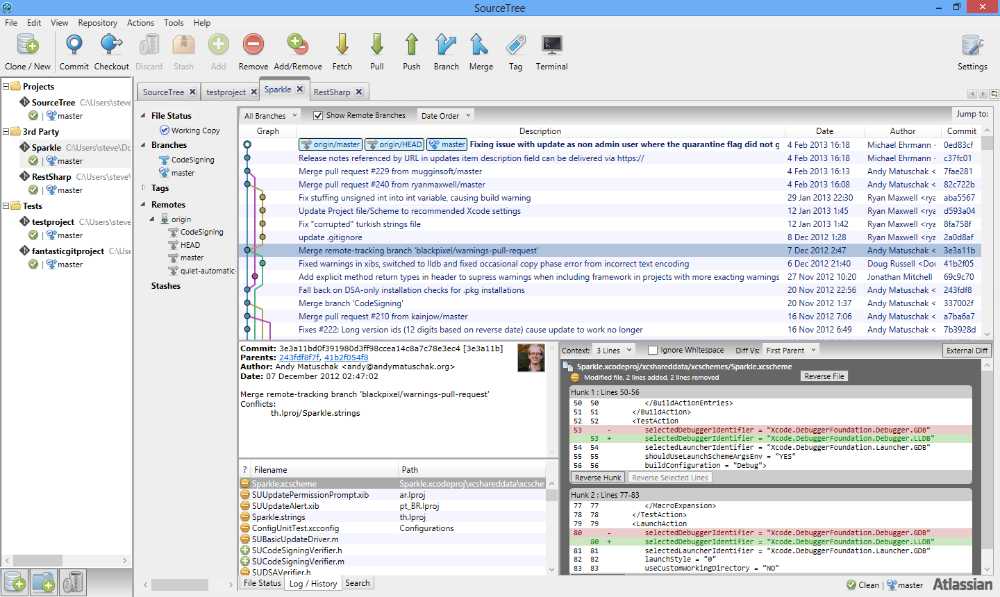 SourceTree
File Edit View Repository Actions Tools Help
Clone / New Commit Checkout Discard Stash Add Remove Add/Remove Fetch Pull Push Branch Merge Tag Terminal Settings
Projects
SourceTree C:\Users\steve
master
3rd Party
Sparkle C:\Users\steve\Do
master
RestSharp C:\Users\steve\
master
Tests
testproject C:\Users\steve
master
fantasticgitproject C:\Use
master
SourceTree testproject Sparkle RestSharp
File Status
Working Copy
Branches
CodeSigning
master
Tags
Remotes
origin
CodeSigning
HEAD
master
quiet-automatic-
Stashes
All Branches Show Remote Branches Date Order Jump to:
Graph Description Date Author Commit
origin/master origin/HEAD master Fixing issue with update as non admin user where the quarantine flag did not g 4 Feb 2013 16:18 Michael Ehrmann < 0ed83cf
Release notes referenced by URL in updates item description field can be delivered via https:// 4 Feb 2013 16:18 Michael Ehrmann < c37fc01
Merge pull request #229 from mugginsoft/master 4 Feb 2013 16:13 Andy Matuschak < 7fae281
Merge pull request #240 from ryanmaxwell/master 4 Feb 2013 16:08 Andy Matuschak < 82c722b
Fix stuffing unsigned int into int variable, causing build warning 29 Jan 2013 22:30 Ryan Maxwell <rya aba5567
Update Project file/Scheme to recommended Xcode settings 12 Jan 2013 1:45 Ryan Maxwell <rya d593a04
Fix "corrupted" turkish strings file 12 Jan 2013 1:42 Ryan Maxwell <rya 8fa758f
update .gitignore 8 Dec 2012 1:28 Ryan Maxwell <rya 2a0d8af
Merge remote-tracking branch 'blackpixel/warnings-pull-request' 7 Dec 2012 2:47 Andy Matuschak < 3e3a11b
Fixed warnings in xibs, switched to lldb and fixed occasional copy phase error from incorrect text encoding 6 Dec 2012 21:40 Doug Russell <Dou 41b2f05
Add explicit method return types in header to supress warnings when including framework in projects with more exacting warnings 27 Nov 2012 10:20 Jonathan Mitchell 69c9c70
Fall back on DSA-only installation checks for .pkg installations 20 Nov 2012 22:56 Andy Matuschak < 243fdf8
Merge branch 'CodeSigning' 20 Nov 2012 1:37 Andy Matuschak < 337002f
Merge pull request #210 from kainjow/master 16 Nov 2012 7:06 Andy Matuschak < a7ba6a7
Fixes #222: Long version ids (12 digits based on reverse date) cause update to work no longer 16 Nov 2012 6:49 Andy Matuschak < 7b3928d
Commit: 3e3a11bd0f391980d3ff98ccea14c8a7c78e3ec4 [3e3a11b]
Parents: 243fdf8f7f, 41b2f054f8
Author: Andy Matuschak <andy@andymatuschak.org>
Date: 07 December 2012 02:47:02
Merge remote-tracking branch 'blackpixel/warnings-pull-request'
Conflicts:
th.lproj/Sparkle.strings
? Filename Path
Sparkle.xcscheme Sparkle.xcodeproj\xcshareddata\xcsche
SUUpdatePermissionPrompt.xib ar.lproj
SUUpdateAlert.xib pt_BR.lproj
Sparkle.strings th.lproj
ConfigUnitTest.xcconfig Configurations
SUBasicUpdateDriver.m
SUCodeSigningVerifier.h
SUCodeSigningVerifier.m
SUDSAVerifier.h
File Status Log / History Search
Context: 3 Lines Ignore Whitespace Diff Vs: First Parent External Diff
Sparkle.xcodeproj/xcshareddata/xcschemes/Sparkle.xcscheme
Modified file, 2 lines added, 2 lines removed Reverse File
Hunk 1 : Lines 50-56
50 50 </BuildActionEntries>
51 51 </BuildAction>
52 52 <TestAction
53 - selectedDebuggerIdentifier = "Xcode.DebuggerFoundation.Debugger.GDB"
53 + selectedDebuggerIdentifier = "Xcode.DebuggerFoundation.Debugger.LLDB"
54 54 selectedLauncherIdentifier = "Xcode.DebuggerFoundation.Launcher.GDB"
55 55 shouldUseLaunchSchemeArgsEnv = "YES"
56 56 buildConfiguration = "Debug">
Reverse Hunk Reverse Selected Lines
Hunk 2 : Lines 77-83
77 77 </MacroExpansion>
78 78 </TestAction>
79 79 <LaunchAction
80 - selectedDebuggerIdentifier = "Xcode.DebuggerFoundation.Debugger.GDB"
80 + selectedDebuggerIdentifier = "Xcode.DebuggerFoundation.Debugger.LLDB"
81 81 selectedLauncherIdentifier = "Xcode.DebuggerFoundation.Launcher.GDB"
82 82 launchStyle = "0"
83 83 useCustomWorkingDirectory = "NO"
Clean | master Atlassian